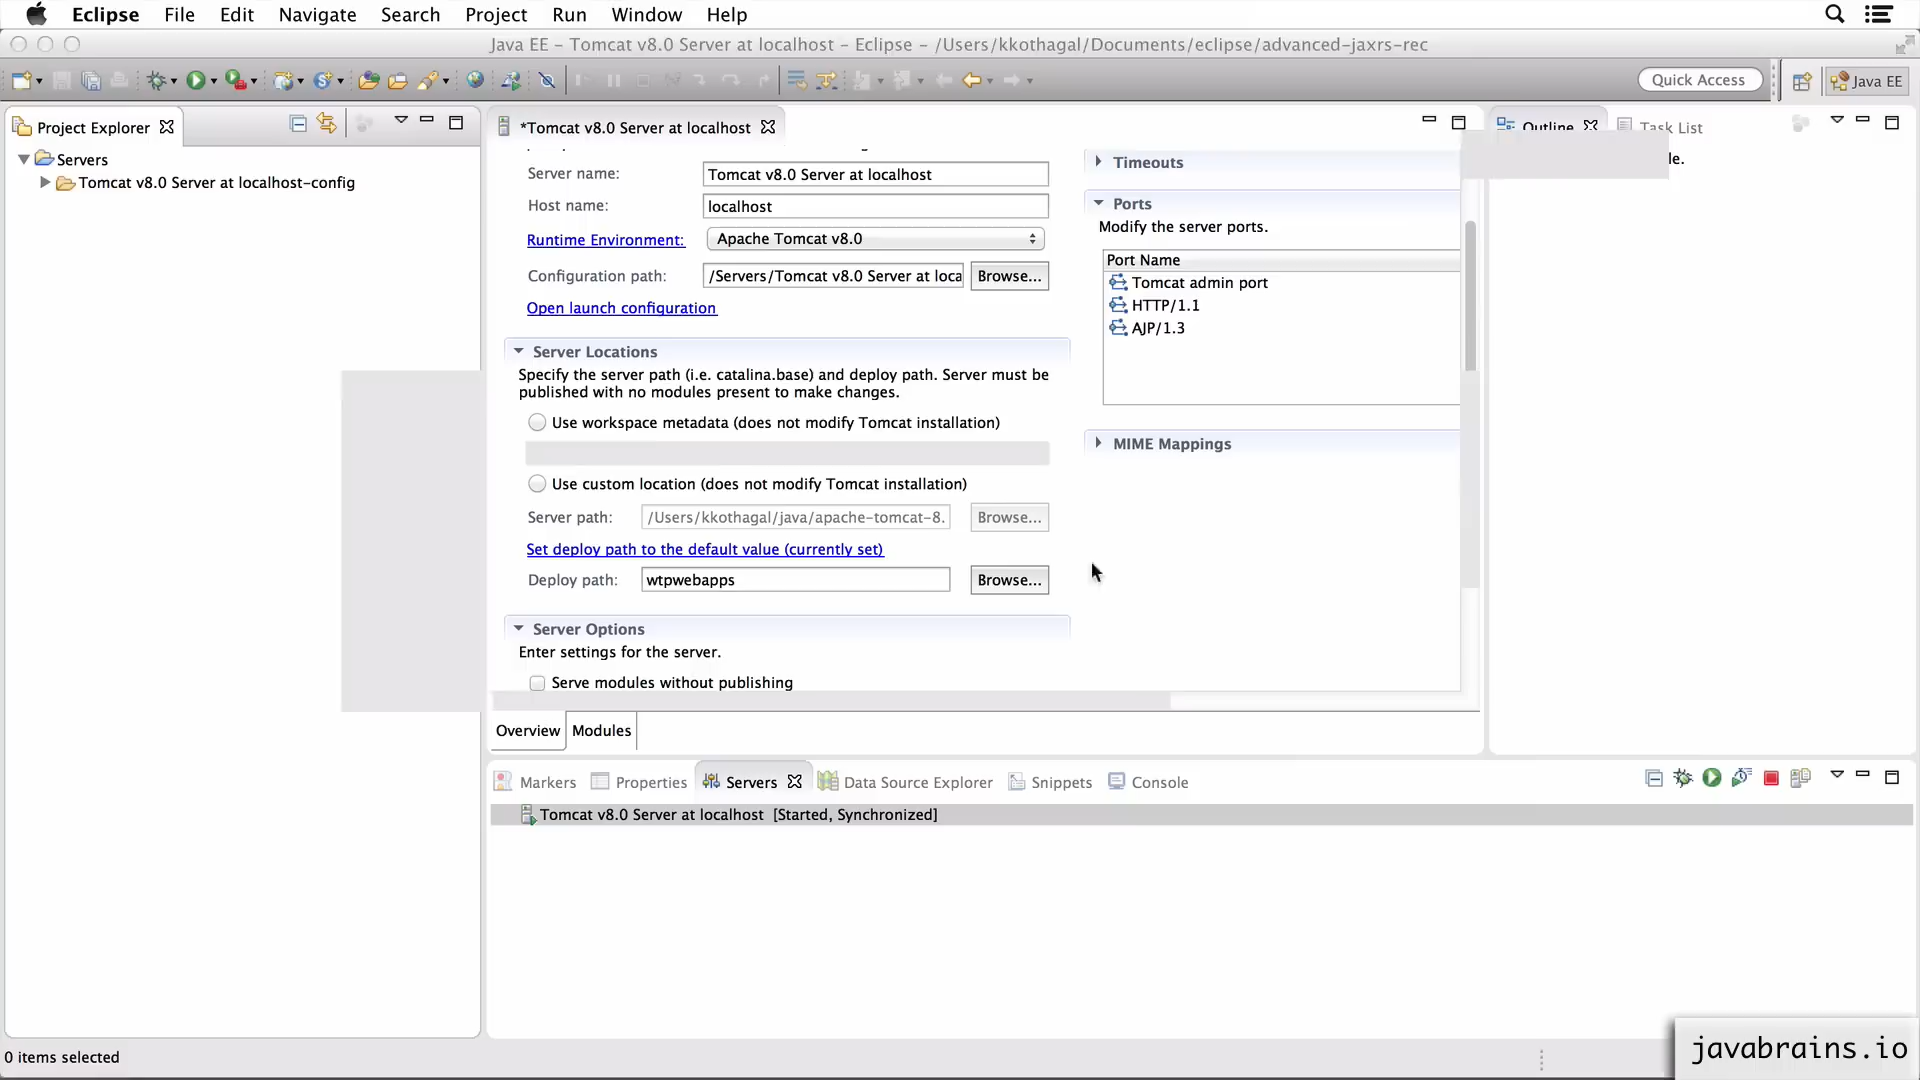 Eclipse File Edit Navigate Search Project Run Window Help
Java EE - Tomcat v8.0 Server at localhost - Eclipse - /Users/kkothagal/Documents/eclipse/advanced-jaxrs-rec
Quick Access
Java EE
Project Explorer
Servers
Tomcat v8.0 Server at localhost-config
*Tomcat v8.0 Server at localhost
Server name: Tomcat v8.0 Server at localhost
Host name: localhost
Runtime Environment: Apache Tomcat v8.0
Configuration path: /Servers/Tomcat v8.0 Server at loca Browse...
Open launch configuration
Server Locations
Specify the server path (i.e. catalina.base) and deploy path. Server must be
published with no modules present to make changes.
Use workspace metadata (does not modify Tomcat installation)
Use custom location (does not modify Tomcat installation)
Server path: /Users/kkothagal/java/apache-tomcat-8. Browse...
Set deploy path to the default value (currently set)
Deploy path: wtpwebapps Browse...
Server Options
Enter settings for the server.
Serve modules without publishing
Timeouts
Ports
Modify the server ports.
Port Name
Tomcat admin port
HTTP/1.1
AJP/1.3
MIME Mappings
Overview Modules
Outline Task List
le.
Markers Properties Servers Data Source Explorer Snippets Console
Tomcat v8.0 Server at localhost [Started, Synchronized]
0 items selected
javabrains.io